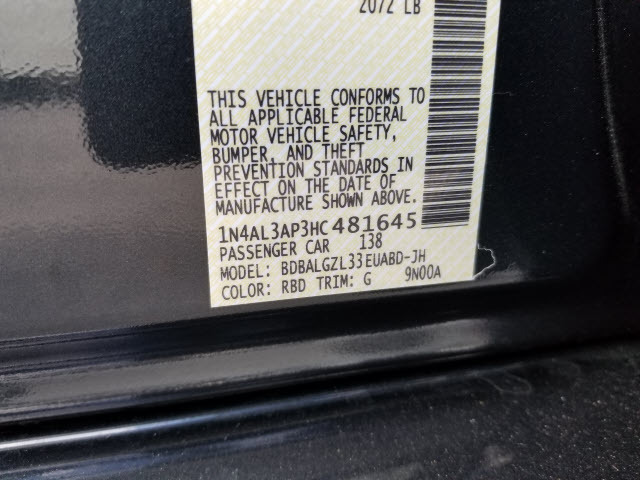 2072 LB
THIS VEHICLE CONFORMS TO
ALL APPLICABLE FEDERAL
MOTOR VEHICLE SAFETY,
BUMPER, AND THEFT
PREVENTION STANDARDS IN
EFFECT ON THE DATE OF
MANUFACTURE SHOWN ABOVE.
1N4AL3AP3HC481645
PASSENGER CAR 138
MODEL: BDBALGZL33EUABD-JH
COLOR: RBD TRIM: G 9N00A